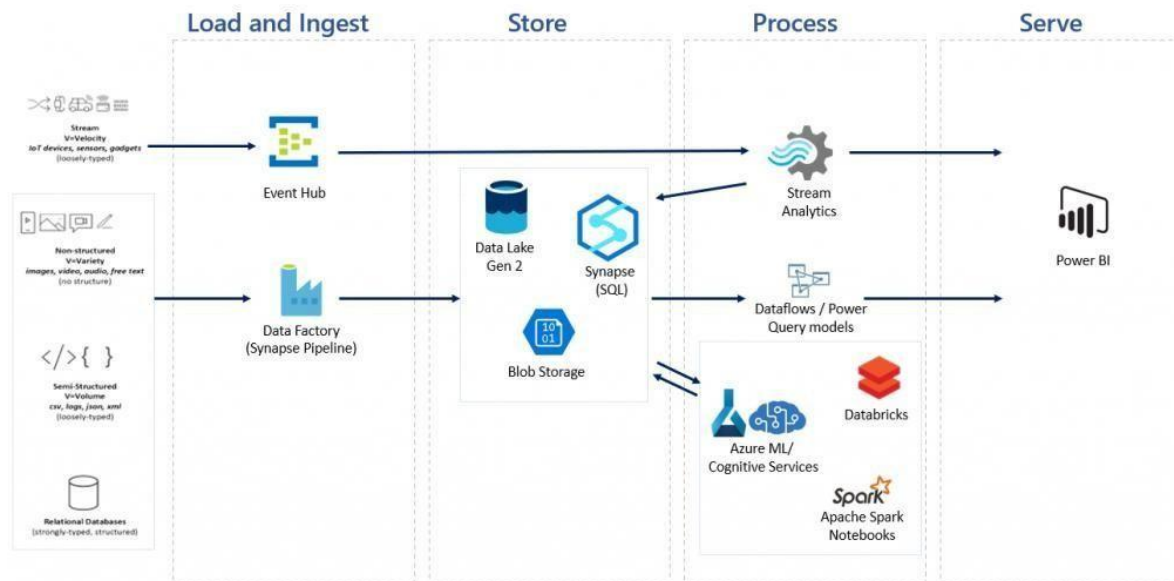 Load and Ingest
Store
Process
Serve
Stream
V=Velocity
IoT devices, sensors, gadgets
(loosely-typed)
Event Hub
Stream
Analytics
Non-structured
V=Variety
images, video, audio, free text
(no structure)
Data Lake
Gen 2
Synapse
(SQL)
Power BI
Data Factory
(Synapse Pipeline)
10
01
Blob Storage
Dataflows / Power
Query models
</>{ }
Semi-Structured
V=Volume
csv, logs, json, xml
(loosely-typed)
Databricks
Azure ML/
Cognitive Services
Relational Databases
(strongly-typed, structured)
Spark
Apache Spark
Notebooks